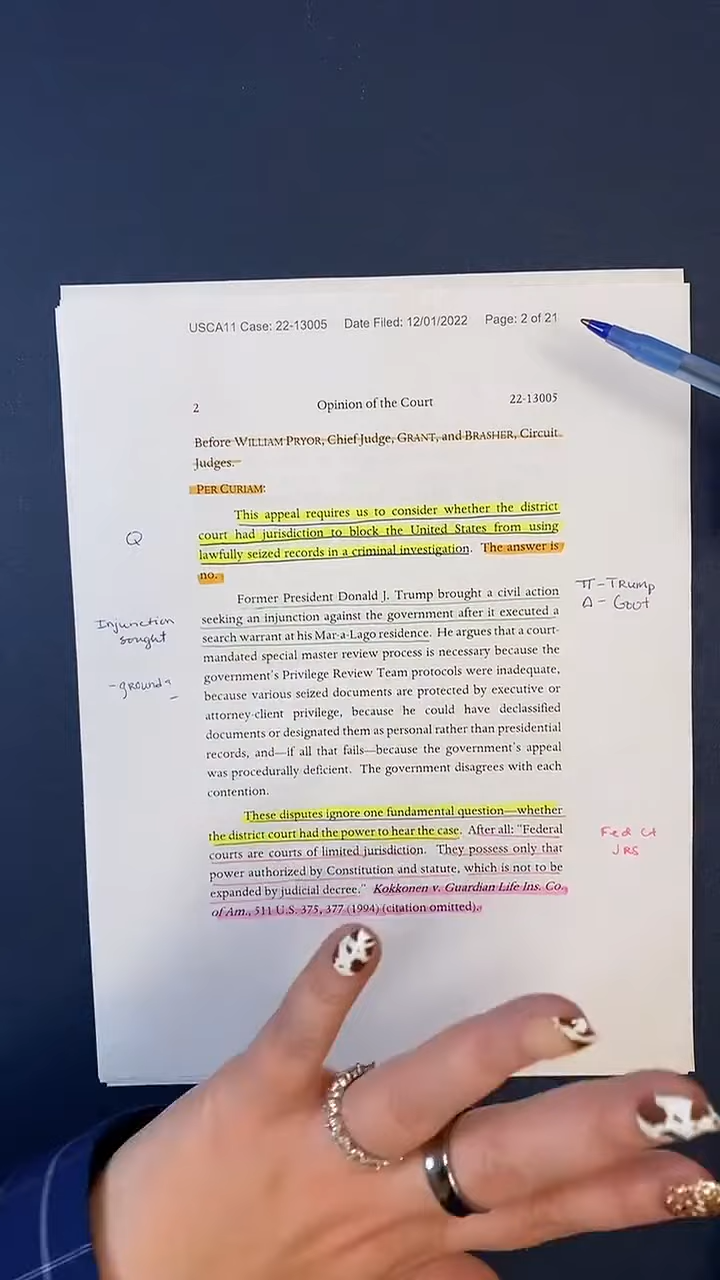 USCA11 Case: 22-13005 Date Filed: 12/01/2022 Page: 2 of 21
2 Opinion of the Court 22-13005
Before WILLIAM PRYOR, Chief Judge, GRANT, and BRASHER, Circuit
Judges.
PER CURIAM:
This appeal requires us to consider whether the district
court had jurisdiction to block the United States from using
lawfully seized records in a criminal investigation. The answer is
no.
Q
Former President Donald J. Trump brought a civil action
seeking an injunction against the government after it executed a
search warrant at his Mar-a-Lago residence. He argues that a court-
mandated special master review process is necessary because the
government's Privilege Review Team protocols were inadequate,
because various seized documents are protected by executive or
attorney-client privilege, because he could have declassified
documents or designated them as personal rather than presidential
records, and—if all that fails—because the government's appeal
was procedurally deficient. The government disagrees with each
contention.
π - Trump
Δ - Govt
Injunction
sought
- grounds
These disputes ignore one fundamental question—whether
the district court had the power to hear the case. After all: "Federal
courts are courts of limited jurisdiction. They possess only that
power authorized by Constitution and statute, which is not to be
expanded by judicial decree." Kokkonen v. Guardian Life Ins. Co.
of Am., 511 U.S. 375, 377 (1994) (citation omitted).
Fed Ct
JRS